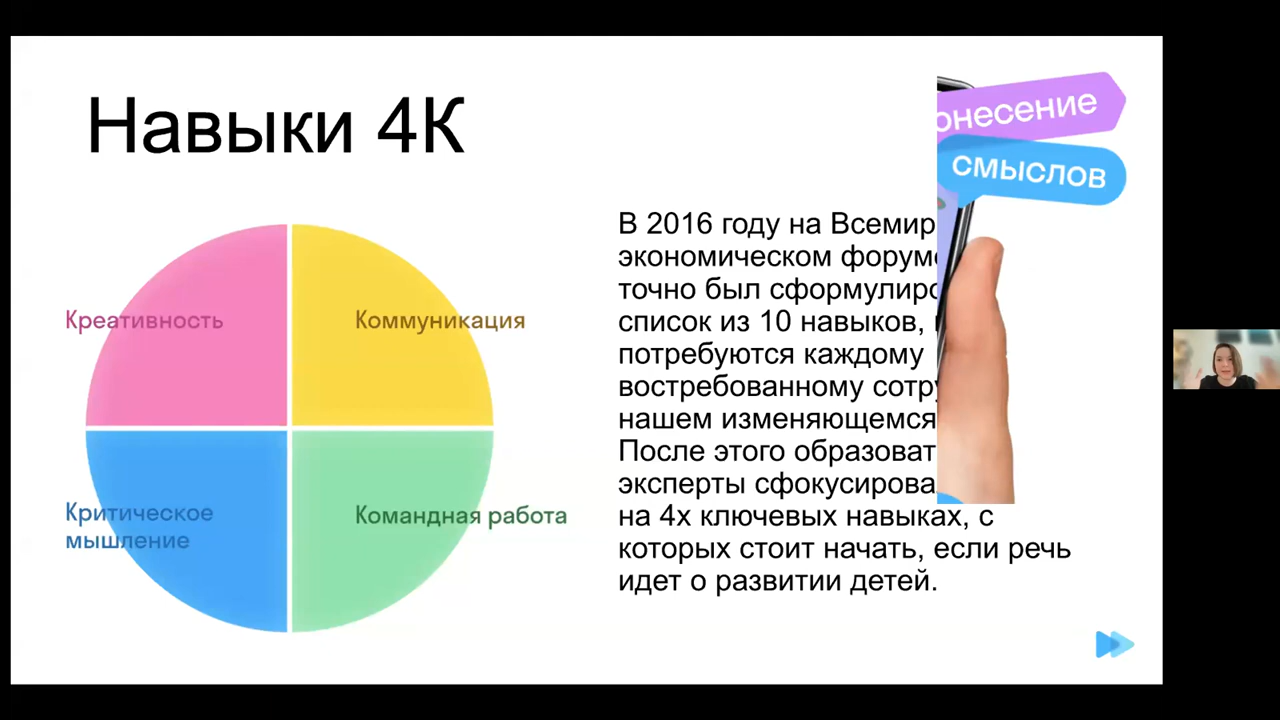 Навыки 4К
онесение
смыслов
Креативность
Коммуникация
Критическое
мышление
Командная работа
В 2016 году на Всемир
экономическом форум
точно был сформулиро
список из 10 навыков,
потребуются каждому
востребованному сотру
нашем изменяющемся
После этого образоват
эксперты сфокусирова
на 4х ключевых навыках, с
которых стоит начать, если речь
идет о развитии детей.